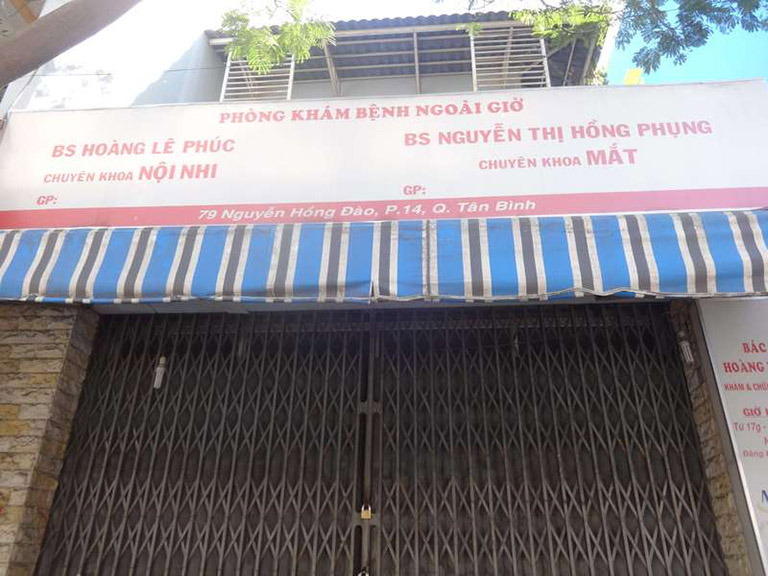 PHÒNG KHÁM BỆNH NGOÀI GIỜ
BS HOÀNG LÊ PHÚC
CHUYÊN KHOA NỘI NHI
GP:
BS NGUYỄN THỊ HỒNG PHỤNG
CHUYÊN KHOA MẮT
GP:
79 Nguyễn Hồng Đào, P.14, Q. Tân Bình
BÁC
HOÀNG
KHÁM &
GIỜ
Từ 17g -